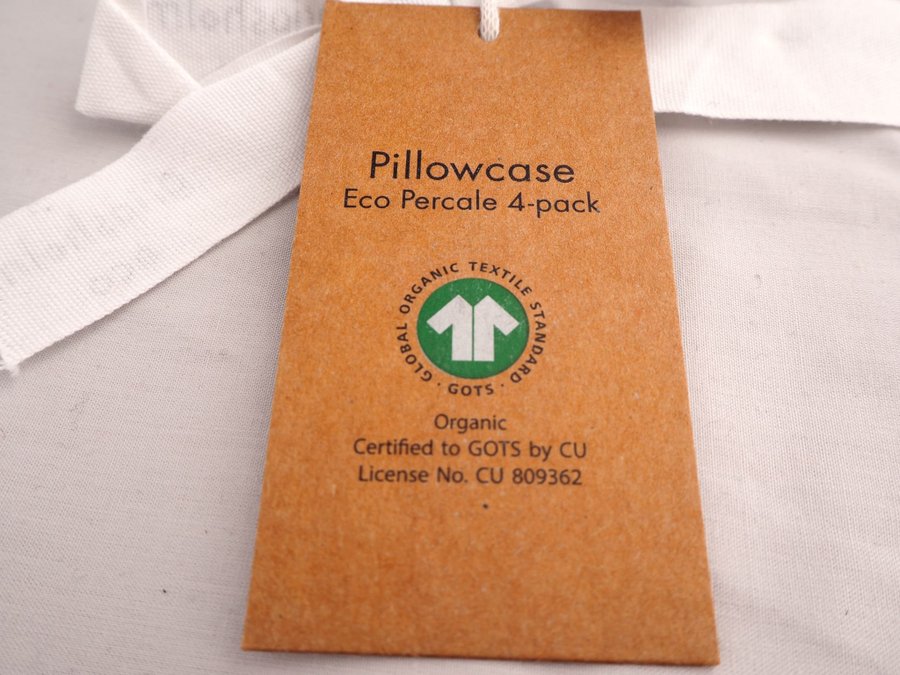 Pillowcase
Eco Percale 4-pack
GLOBAL ORGANIC TEXTILE STANDARD
· GOTS ·
Organic
Certified to GOTS by CU
License No. CU 809362